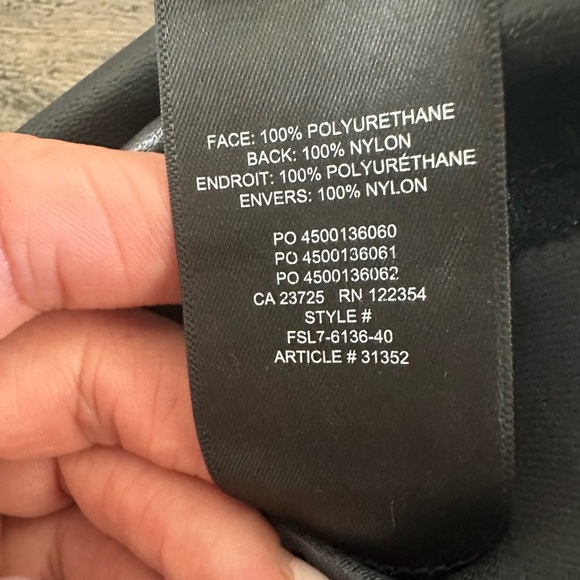 FACE: 100% POLYURETHANE
BACK: 100% NYLON
ENDROIT: 100% POLYURÉTHANE
ENVERS: 100% NYLON
PO 4500136060
PO 4500136061
PO 4500136062
CA 23725 RN 122354
STYLE #
FSL7-6136-40
ARTICLE # 31352